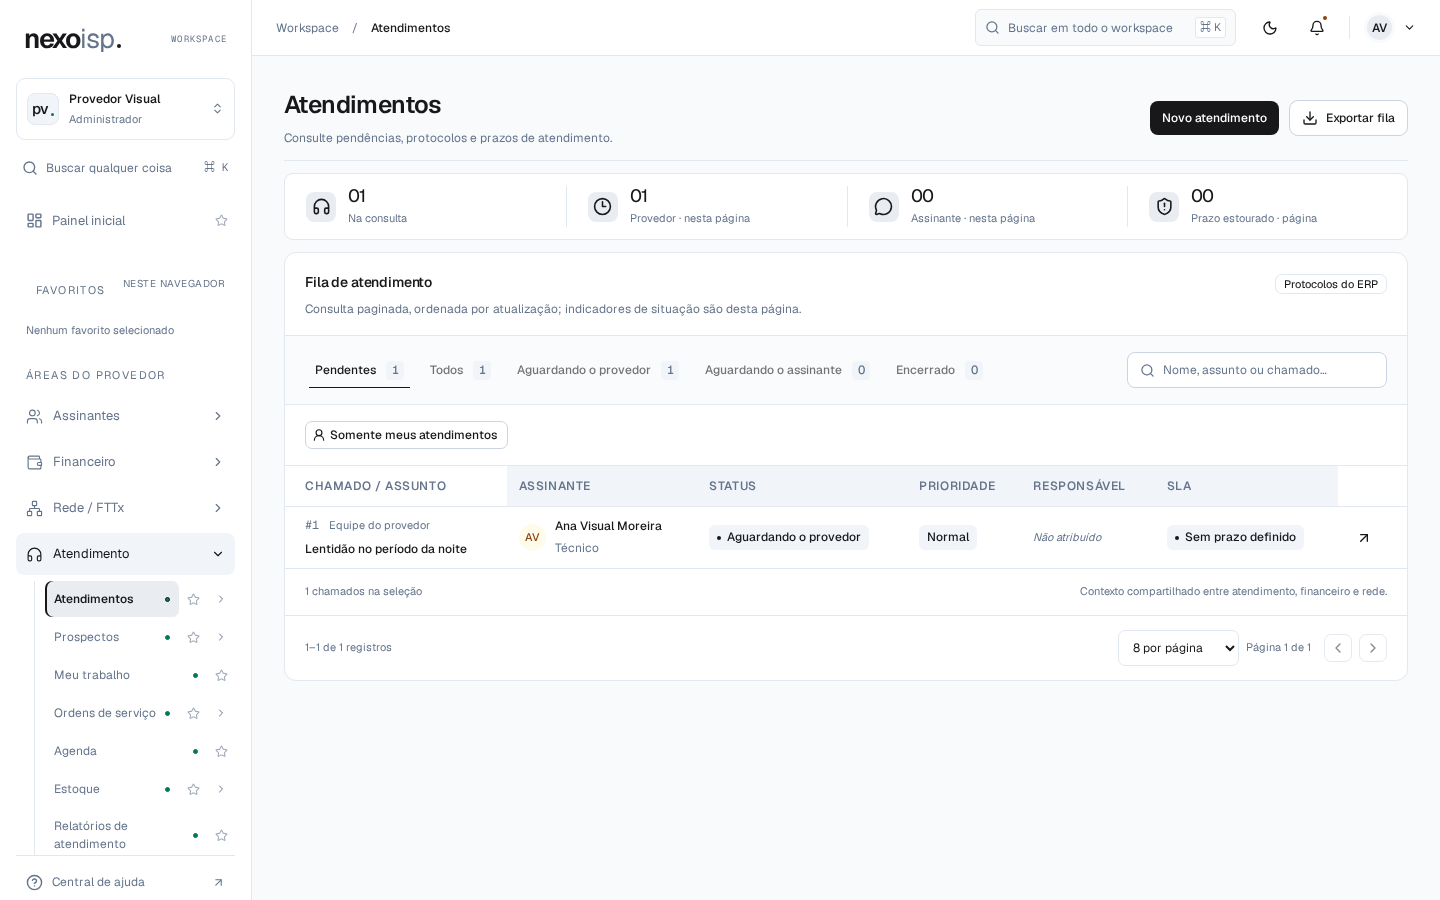 nexoisp.
WORKSPACE
pv.
Provedor Visual
Administrador
Buscar qualquer coisa
⌘ K
Painel inicial
FAVORITOS
NESTE NAVEGADOR
Nenhum favorito selecionado
ÁREAS DO PROVEDOR
Assinantes
Financeiro
Rede / FTTx
Atendimento
Atendimentos
Prospectos
Meu trabalho
Ordens de serviço
Agenda
Estoque
Relatórios de
atendimento
Central de ajuda
Workspace / Atendimentos
Buscar em todo o workspace
⌘ K
AV
Atendimentos
Consulte pendências, protocolos e prazos de atendimento.
Novo atendimento
Exportar fila
01
Na consulta
01
Provedor · nesta página
00
Assinante · nesta página
00
Prazo estourado · página
Fila de atendimento
Consulta paginada, ordenada por atualização; indicadores de situação são desta página.
Protocolos do ERP
Pendentes 1
Todos 1
Aguardando o provedor 1
Aguardando o assinante 0
Encerrado 0
Nome, assunto ou chamado...
Somente meus atendimentos
CHAMADO / ASSUNTO
ASSINANTE
STATUS
PRIORIDADE
RESPONSÁVEL
SLA
#1 Equipe do provedor
Lentidão no período da noite
AV
Ana Visual Moreira
Técnico
Aguardando o provedor
Normal
Não atribuído
Sem prazo definido
1 chamados na seleção
Contexto compartilhado entre atendimento, financeiro e rede.
1–1 de 1 registros
8 por página
Página 1 de 1